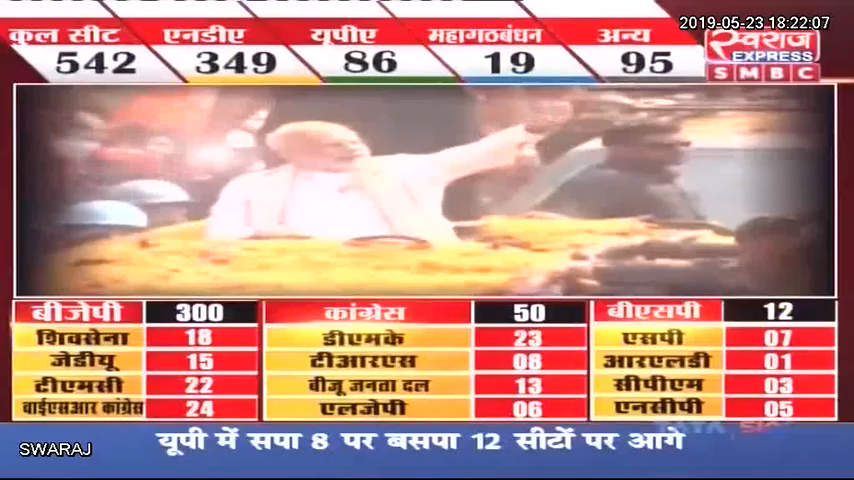 2019-05-23 18:22:07
कुल सीट एनडीए यूपीए महागठबंधन अन्य
542 349 86 19 95
स्वराज
EXPRESS
SMBC
बीजेपी 300 कांग्रेस 50 बीएसपी 12
शिवसेना 18 डीएमके 23 एसपी 07
जेडीयू 15 टीआरएस 08 आरएलडी 01
टीएमसी 22 बीजू जनता दल 13 सीपीएम 03
वाईएसआर कांग्रेस 24 एलजेपी 06 एनसीपी 05
यूपी में सपा 8 पर बसपा 12 सीटों पर आगे
SWARAJ